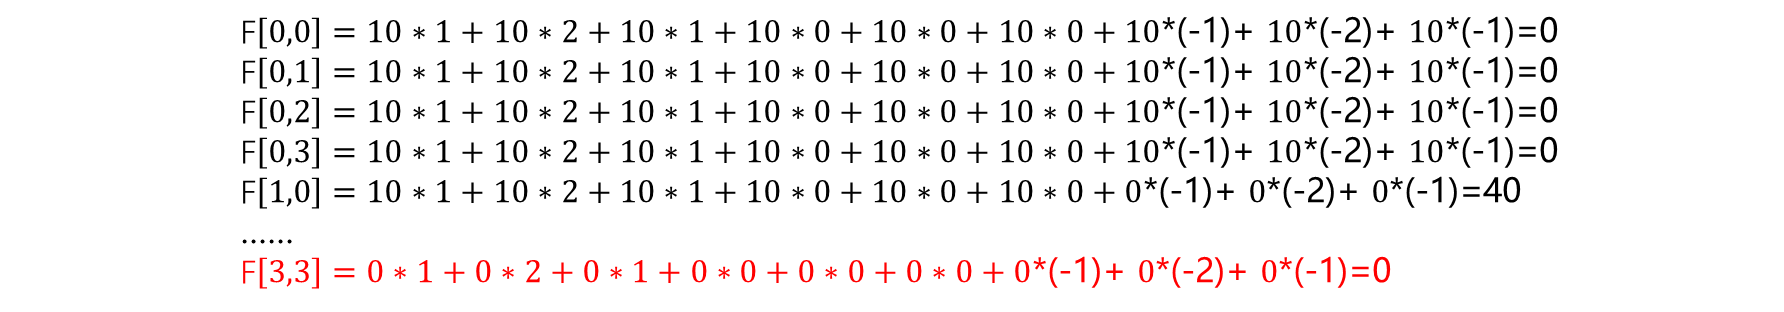 F[0,0] = 10 ∗ 1 + 10 ∗ 2 + 10 ∗ 1 + 10 ∗ 0 + 10 ∗ 0 + 10 ∗ 0 + 10*(-1)+ 10*(-2)+ 10*(-1)=0
F[0,1] = 10 ∗ 1 + 10 ∗ 2 + 10 ∗ 1 + 10 ∗ 0 + 10 ∗ 0 + 10 ∗ 0 + 10*(-1)+ 10*(-2)+ 10*(-1)=0
F[0,2] = 10 ∗ 1 + 10 ∗ 2 + 10 ∗ 1 + 10 ∗ 0 + 10 ∗ 0 + 10 ∗ 0 + 10*(-1)+ 10*(-2)+ 10*(-1)=0
F[0,3] = 10 ∗ 1 + 10 ∗ 2 + 10 ∗ 1 + 10 ∗ 0 + 10 ∗ 0 + 10 ∗ 0 + 10*(-1)+ 10*(-2)+ 10*(-1)=0
F[1,0] = 10 ∗ 1 + 10 ∗ 2 + 10 ∗ 1 + 10 ∗ 0 + 10 ∗ 0 + 10 ∗ 0 + 0*(-1)+ 0*(-2)+ 0*(-1)=40
......
F[3,3] = 0 ∗ 1 + 0 ∗ 2 + 0 ∗ 1 + 0 ∗ 0 + 0 ∗ 0 + 0 ∗ 0 + 0*(-1)+ 0*(-2)+ 0*(-1)=0